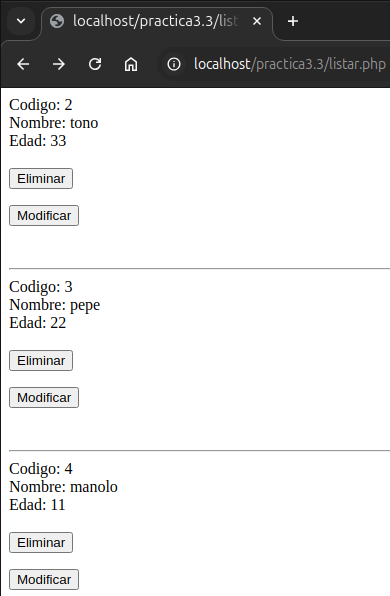 localhost/practica3.3/list
localhost/practica3.3/listar.php
Codigo: 2
Nombre: tono
Edad: 33
Eliminar
Modificar
Codigo: 3
Nombre: pepe
Edad: 22
Eliminar
Modificar
Codigo: 4
Nombre: manolo
Edad: 11
Eliminar
Modificar